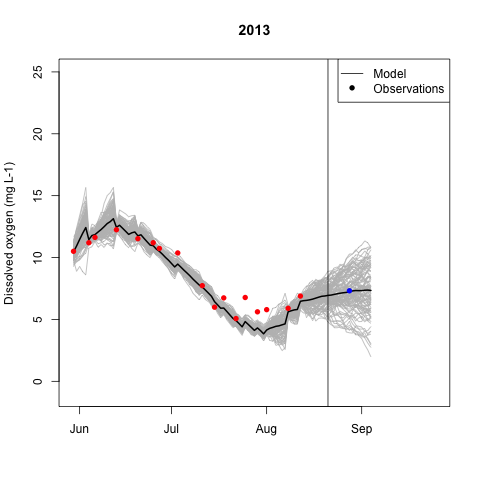 2013
Dissolved oxygen (mg L-1)
25
20
15
10
5
0
Model
Observations
Jun
Jul
Aug
Sep